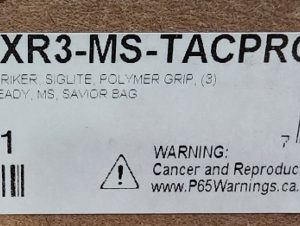 XR3-MS-TACPRO
RIKER, SIGLITE, POLYMER GRIP, (3)
EADY, MS, SAVIOR BAG
1
WARNING:
Cancer and Reproduc
www.P65Warnings.ca.
7